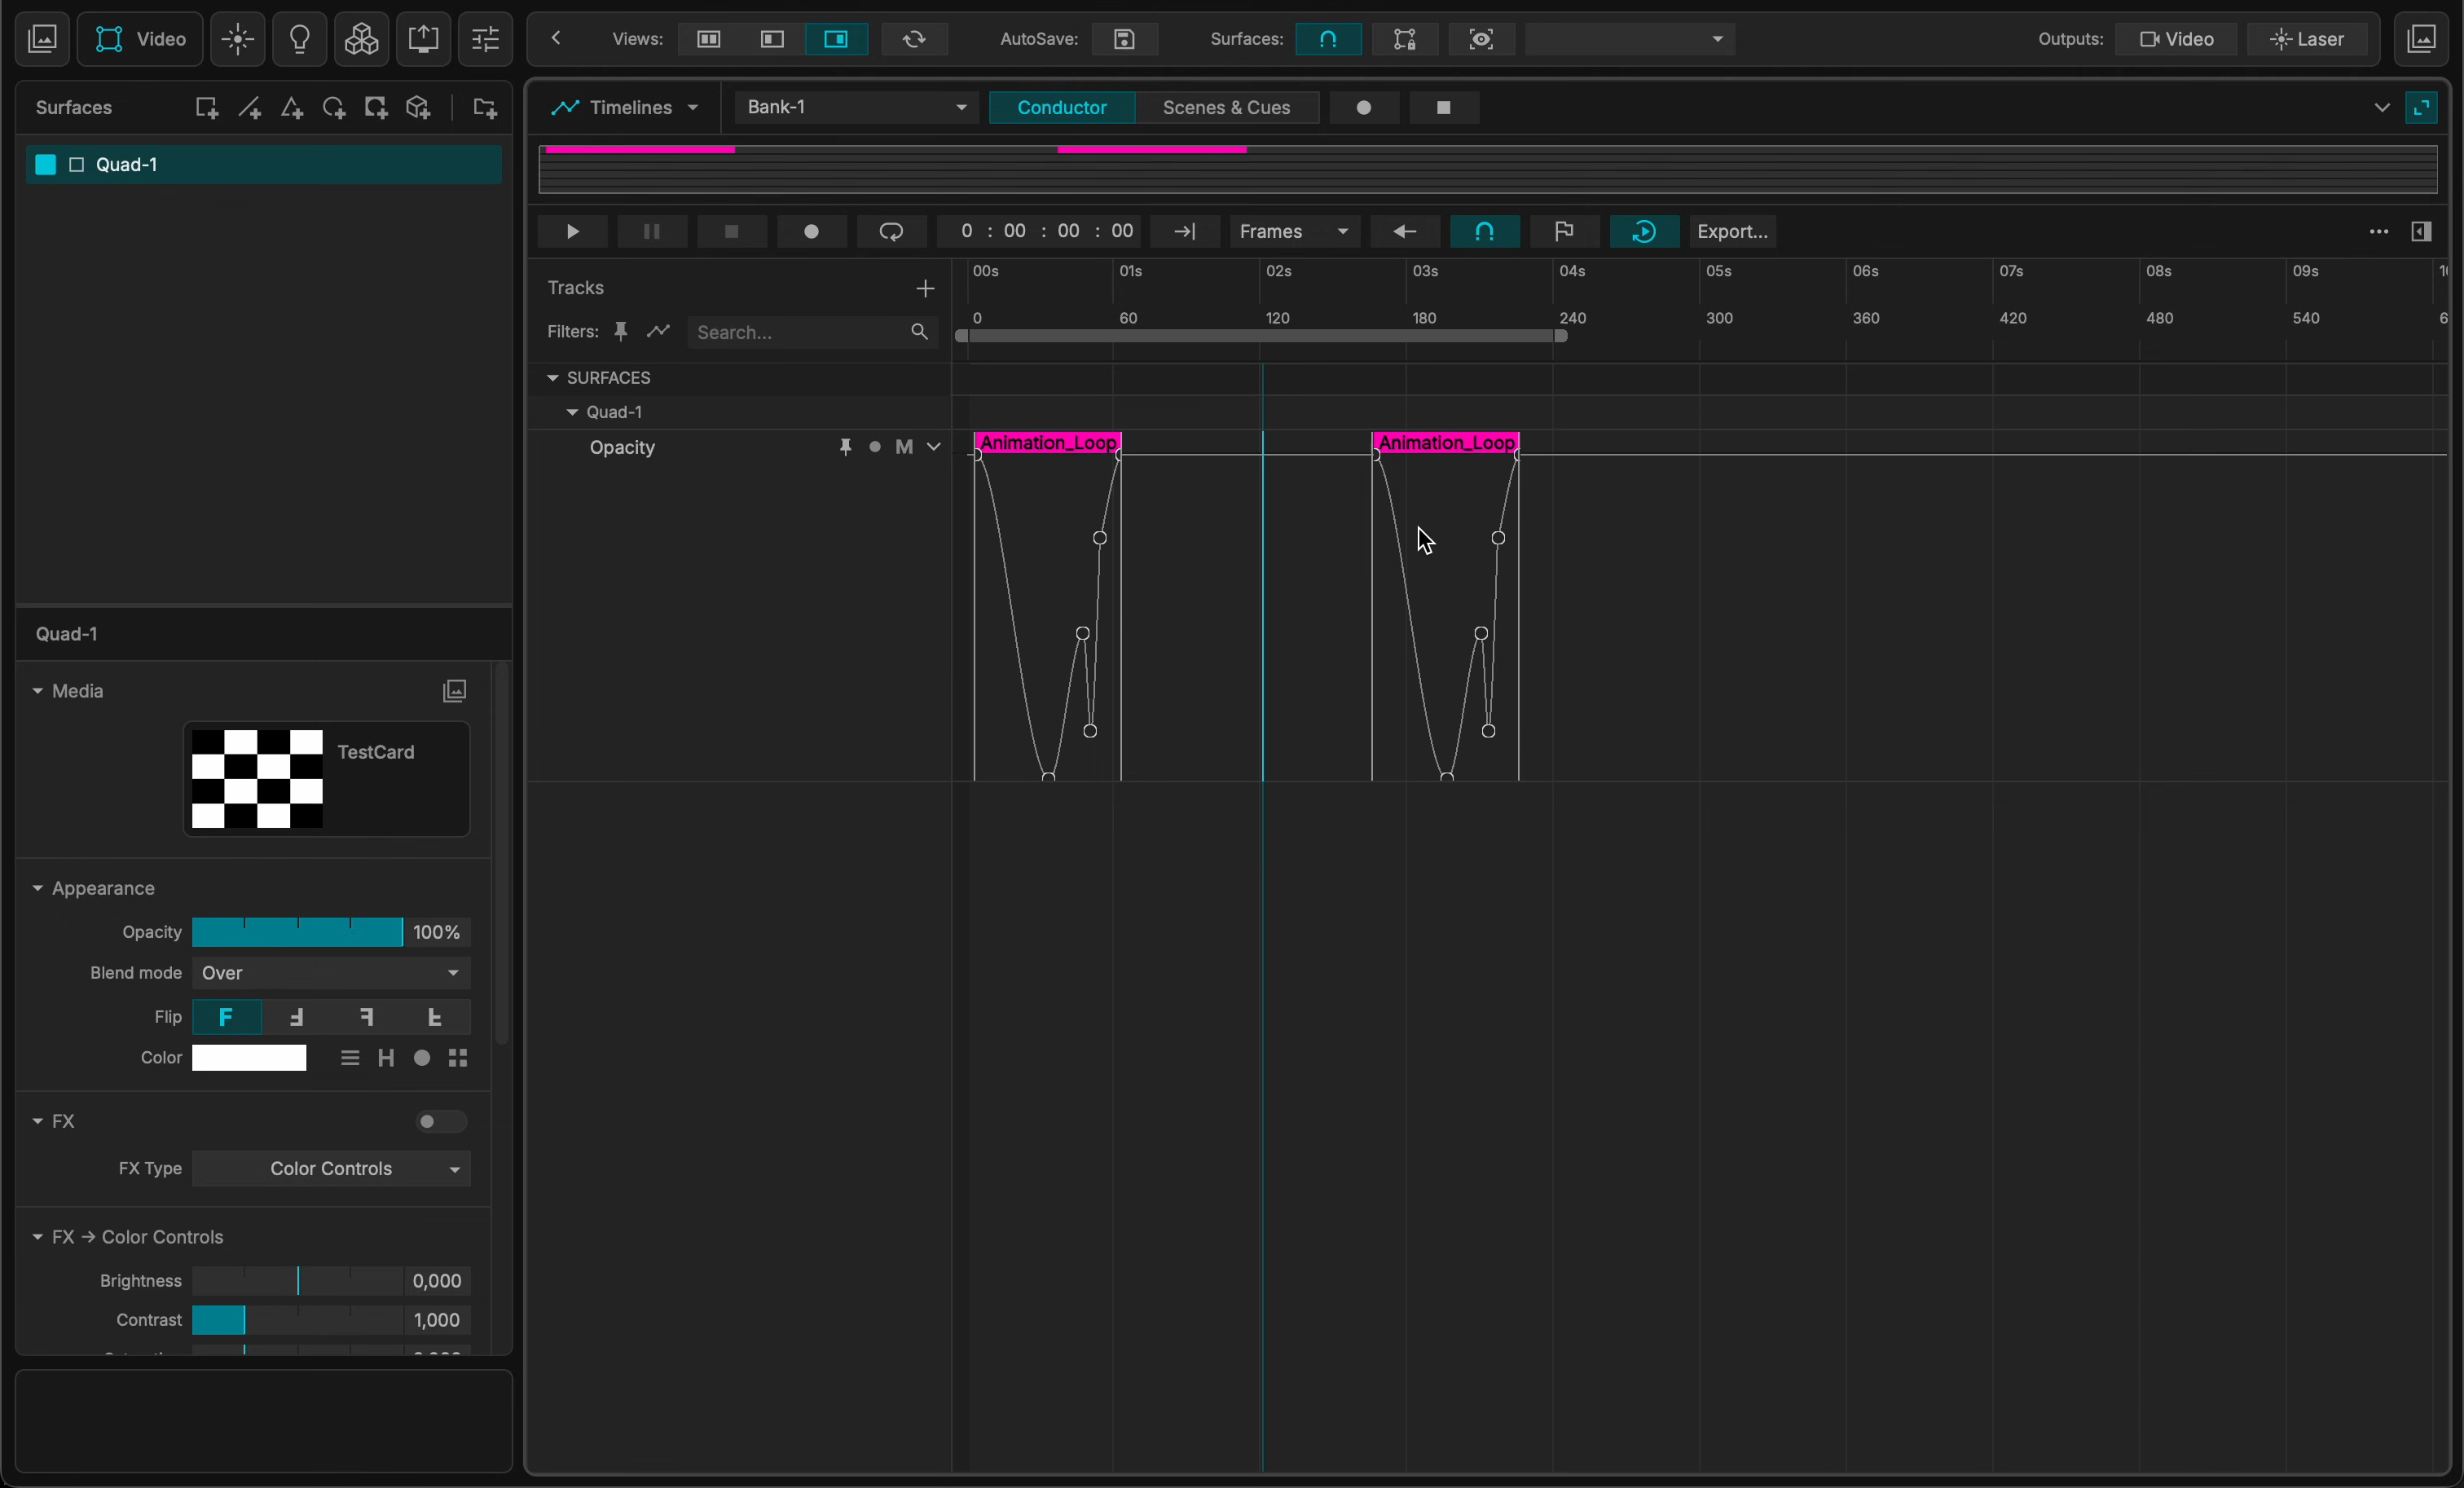 Video
Views:
AutoSave:
Surfaces:
Outputs:
Video
Laser
Surfaces
Timelines
Bank-1
Conductor
Scenes & Cues
Quad-1
0 : 00 : 00 : 00
Frames
Export...
Tracks
00s 01s 02s 03s 04s 05s 06s 07s 08s 09s
Filters:
Search...
0 60 120 180 240 300 360 420 480 540
SURFACES
Quad-1
Opacity
M
Animation_Loop
Animation_Loop
Quad-1
Media
TestCard
Appearance
Opacity 100%
Blend mode Over
Flip
Color
H
FX
FX Type Color Controls
FX → Color Controls
Brightness 0,000
Contrast 1,000